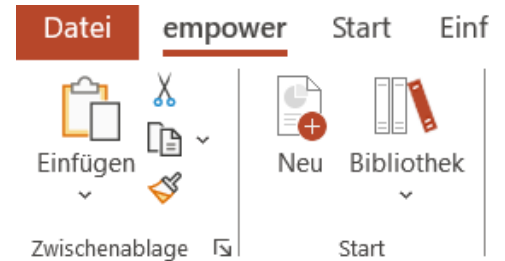 Datei empower Start Einf
Einfügen Neu Bibliothek
Zwischenablage Start